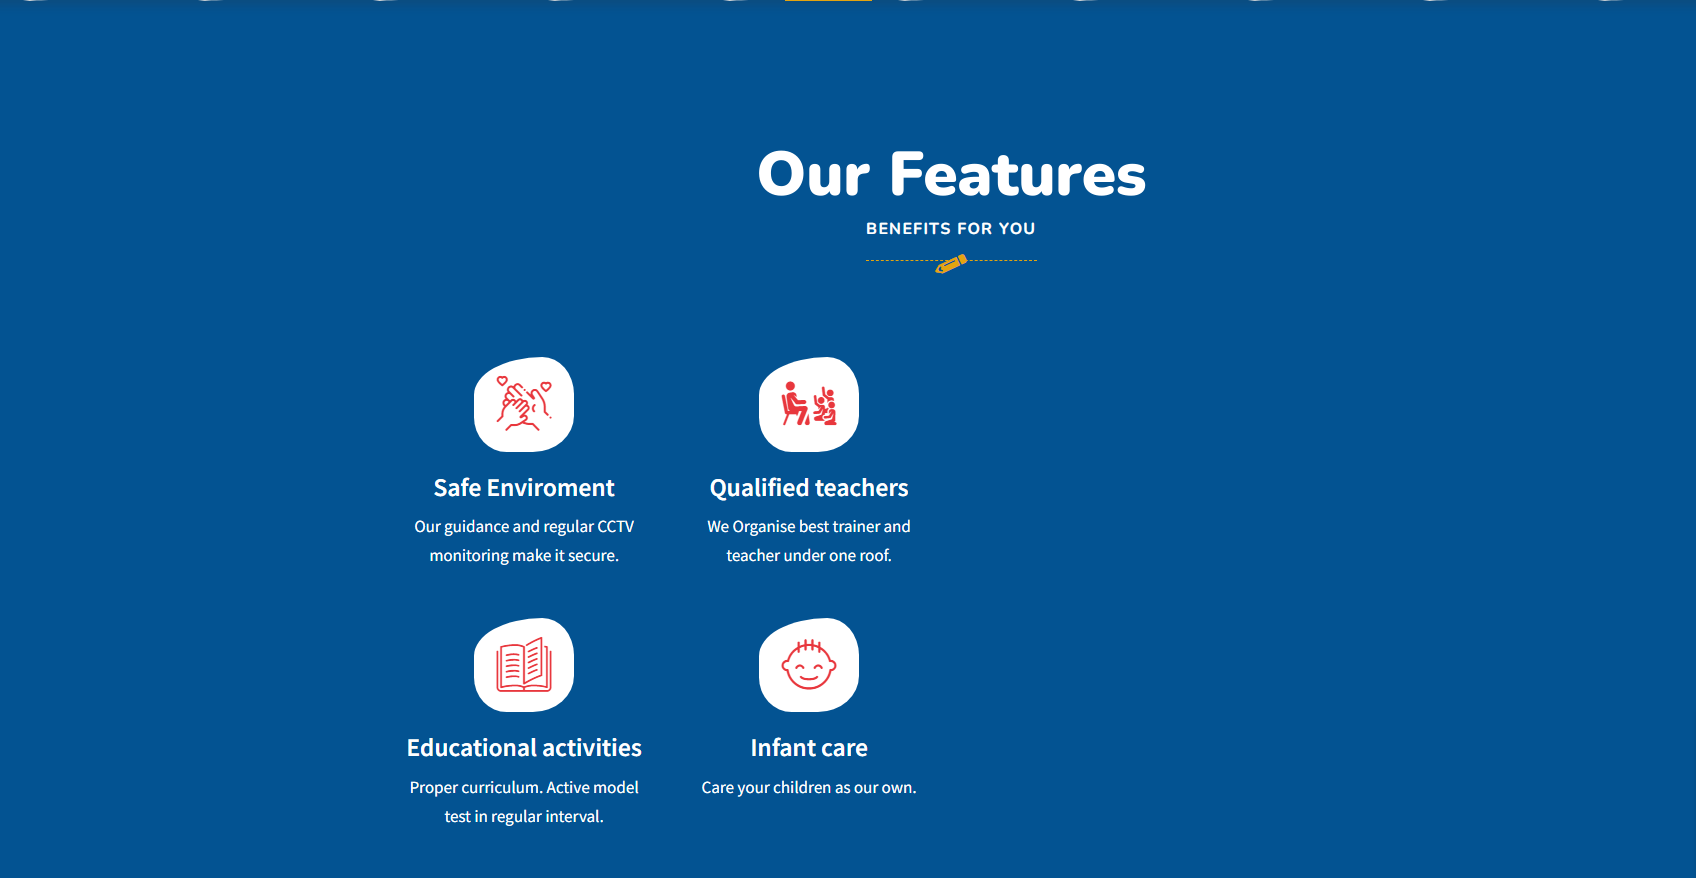 Our Features
BENEFITS FOR YOU
Safe Enviroment
Our guidance and regular CCTV
monitoring make it secure.
Qualified teachers
We Organise best trainer and
teacher under one roof.
Educational activities
Proper curriculum. Active model
test in regular interval.
Infant care
Care your children as our own.